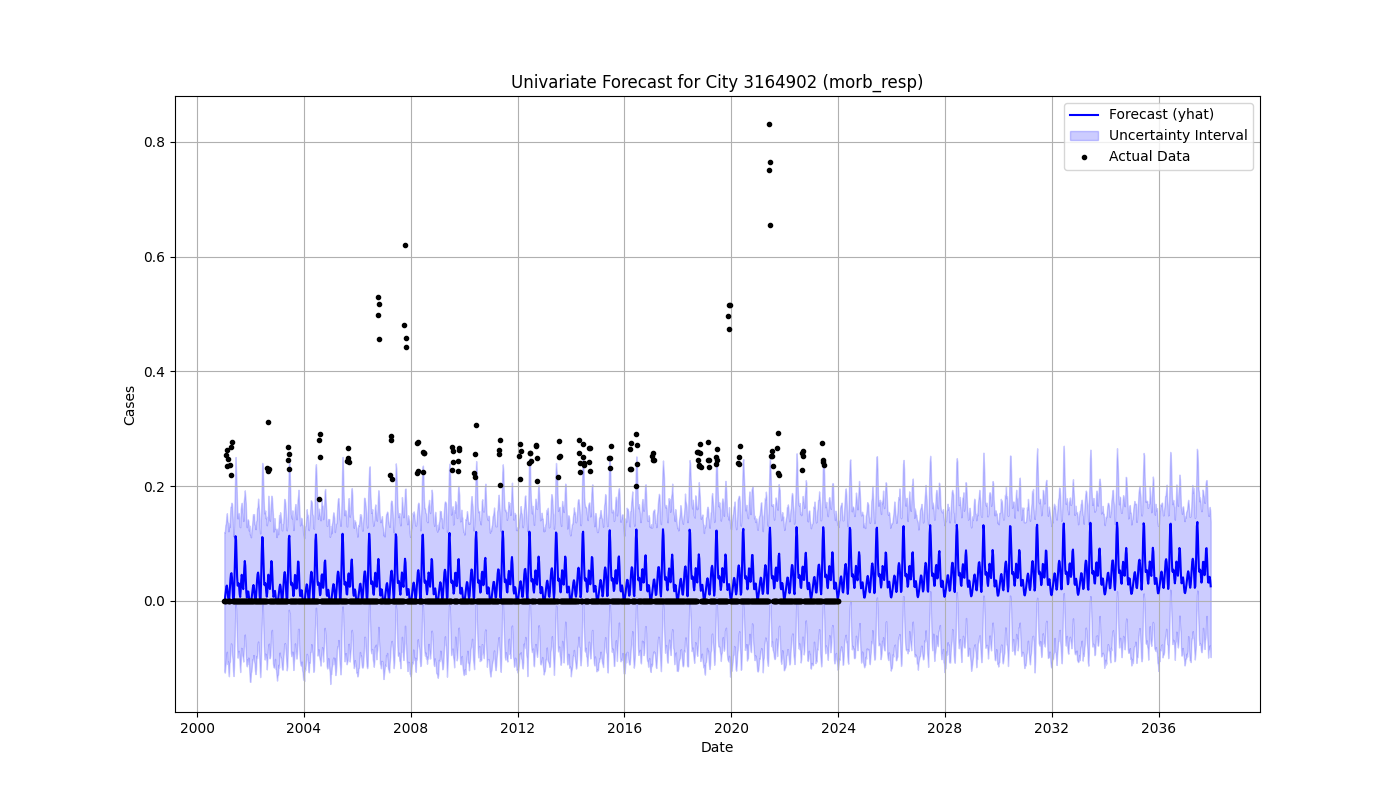 Univariate Forecast for City 3164902 (morb_resp)
Forecast (yhat)
Uncertainty Interval
Actual Data
Cases
0.8
0.6
0.4
0.2
0.0
2000 2004 2008 2012 2016 2020 2024 2028 2032 2036
Date